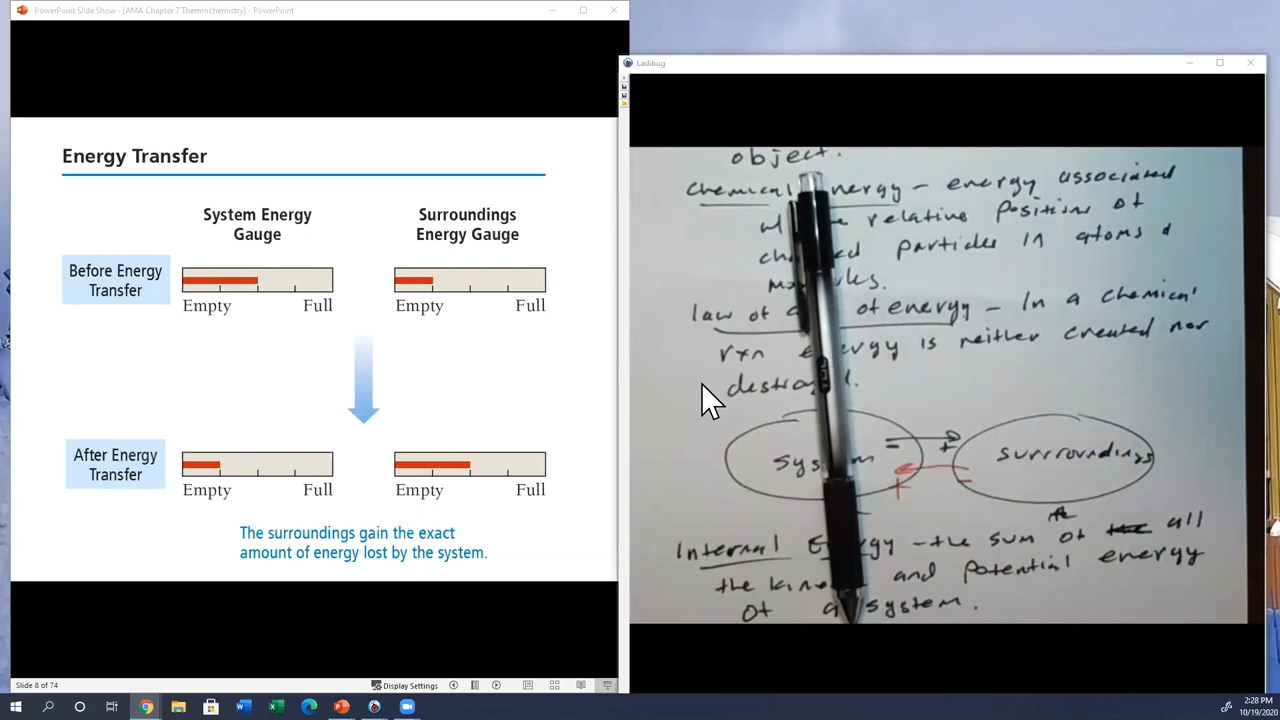 PowerPoint Slide Show - [AMA Chapter 7 Thermochemistry] - PowerPoint
Energy Transfer
System Energy
Gauge
Surroundings
Energy Gauge
Before Energy
Transfer
Empty Full
Empty Full
After Energy
Transfer
Empty Full
Empty Full
The surroundings gain the exact
amount of energy lost by the system.
Slide 8 of 74
Display Settings
Ladibug
object.
chemical energy - energy associated
relative position of
particles in atoms &
law of of energy - In a chemical
rxn energy is neither created nor
system
- +
+ -
surroundings
Internal Energy - the sum of all
the and potential energy
of a system.
2:28 PM
10/19/2020